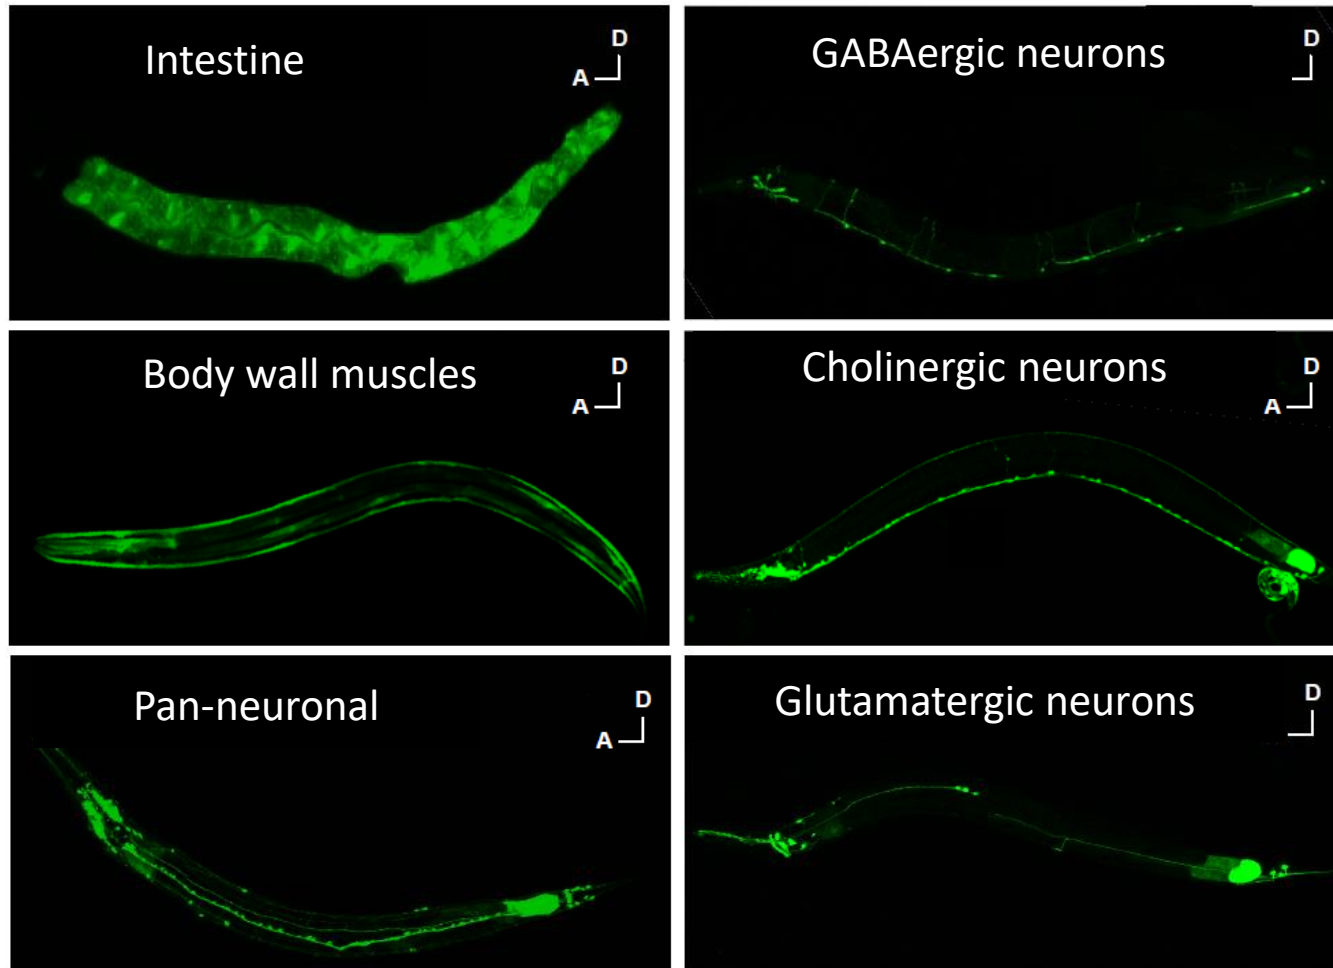 Intestine
D
A
GABAergic neurons
D
Body wall muscles
D
A
Cholinergic neurons
D
A
Pan-neuronal
D
A
Glutamatergic neurons
D